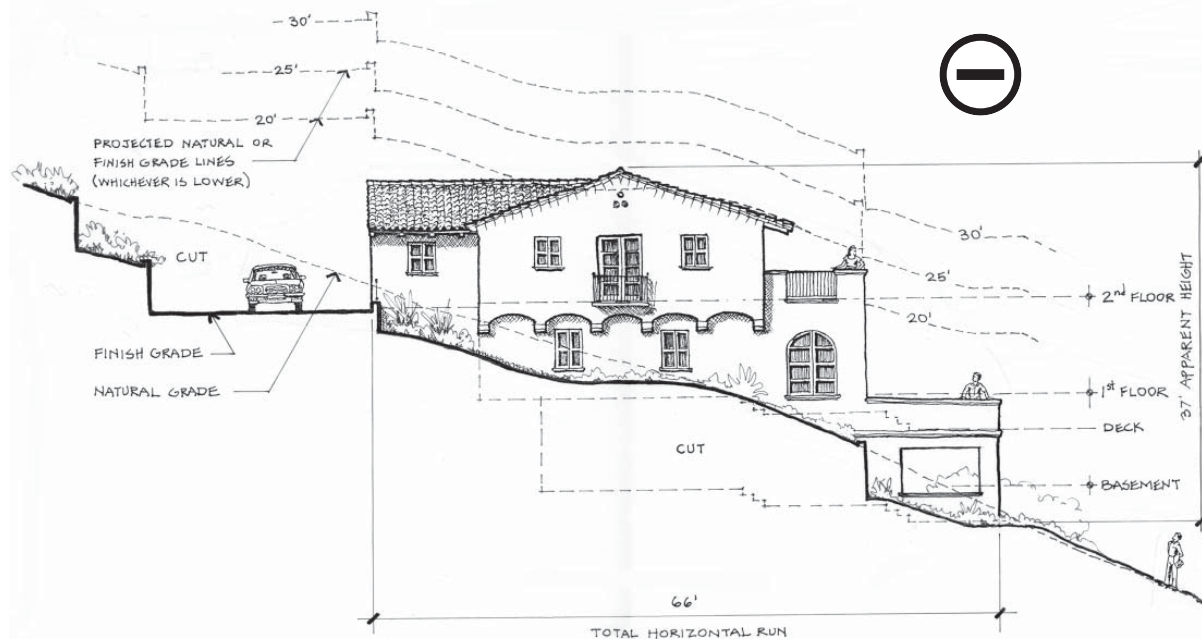 30'
25'
20'
PROJECTED NATURAL OR
FINISH GRADE LINES
(WHICHEVER IS LOWER)
CUT
FINISH GRADE
NATURAL GRADE
30'
25'
20'
2nd FLOOR
1st FLOOR
DECK
BASEMENT
37' APPARENT HEIGHT
CUT
66'
TOTAL HORIZONTAL RUN